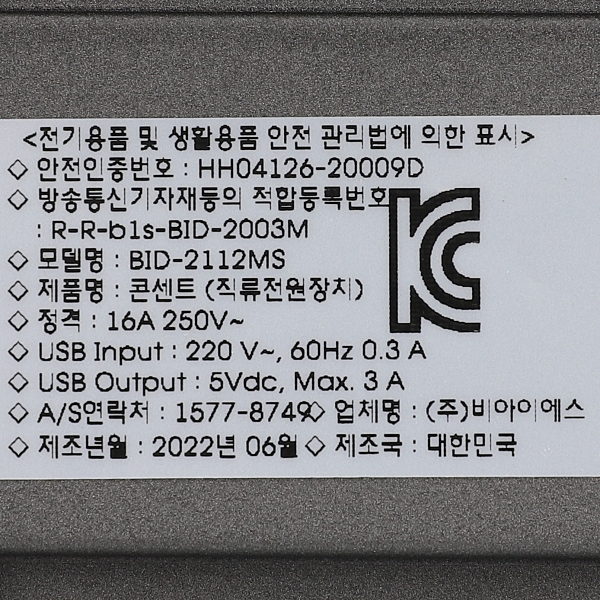 <전기용품 및 생활용품 안전 관리법에 의한 표시>
◇ 안전인증번호 : HH04126-20009D
◇ 방송통신기자재등의 적합등록번호
: R-R-b1s-BID-2003M
◇ 모델명 : BID-2112MS
◇ 제품명 : 콘센트 (직류전원장치)
◇ 정격 : 16A 250V~
◇ USB Input : 220 V~, 60Hz 0.3 A
◇ USB Output : 5Vdc, Max. 3 A
◇ A/S연락처 : 1577-8749 ◇ 업체명 : (주)비아이에스
◇ 제조년월 : 2022년 06월 ◇ 제조국 : 대한민국
KC